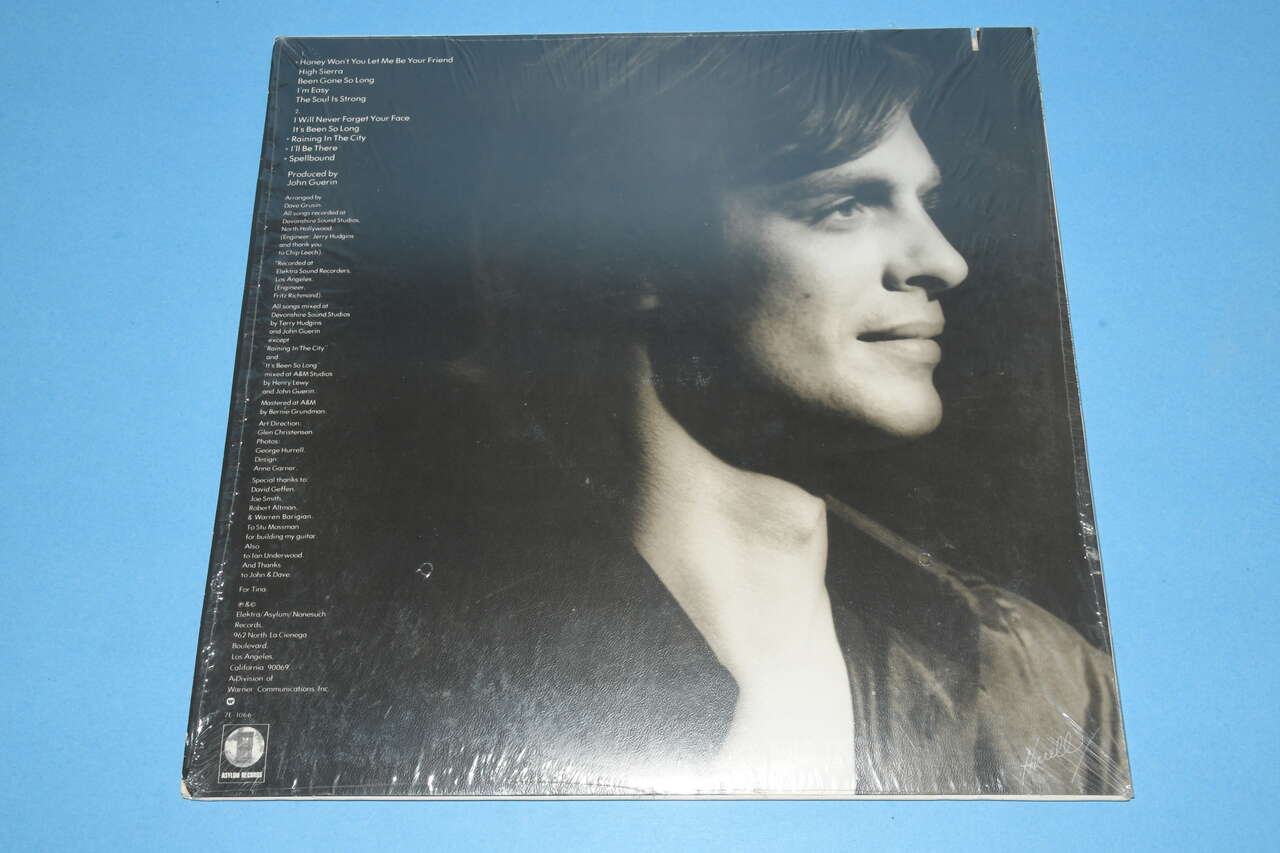 • Honey Won't You Let Me Be Your Friend
High Sierra
Been Gone So Long
I'm Easy
The Soul Is Strong
2.
I Will Never Forget Your Face
It's Been So Long
• Raining In The City
• I'll Be There
• Spellbound
Produced by
John Guerin
Arranged by
Dave Grusin.
All songs recorded at
Devonshire Sound Studios,
North Hollywood.
(Engineer: Jerry Hudgins
and thank you
to Chip Leech).
*Recorded at
Elektra Sound Recorders,
Los Angeles.
(Engineer,
Fritz Richmond).
All songs mixed at
Devonshire Sound Studios
by Terry Hudgins
and John Guerin
except
"Raining In The City"
and
"It's Been So Long"
mixed at A&M Studios
by Henry Lewy
and John Guerin.
Mastered at A&M
by Bernie Grundman.
Art Direction:
Glen Christensen
Photos:
George Hurrell.
Design:
Anne Garner.
Special thanks to:
David Geffen,
Joe Smith,
Robert Altman,
& Warren Barigian.
To Stu Mossman
for building my guitar.
Also
to Ian Underwood.
And Thanks
to John & Dave.
For Tina
℗ & ©
Elektra/Asylum/Nonesuch
Records,
962 North La Cienega
Boulevard,
Los Angeles,
California 90069.
A Division of
Warner Communications Inc.
7E-1066
ASYLUM RECORDS
Hurrell